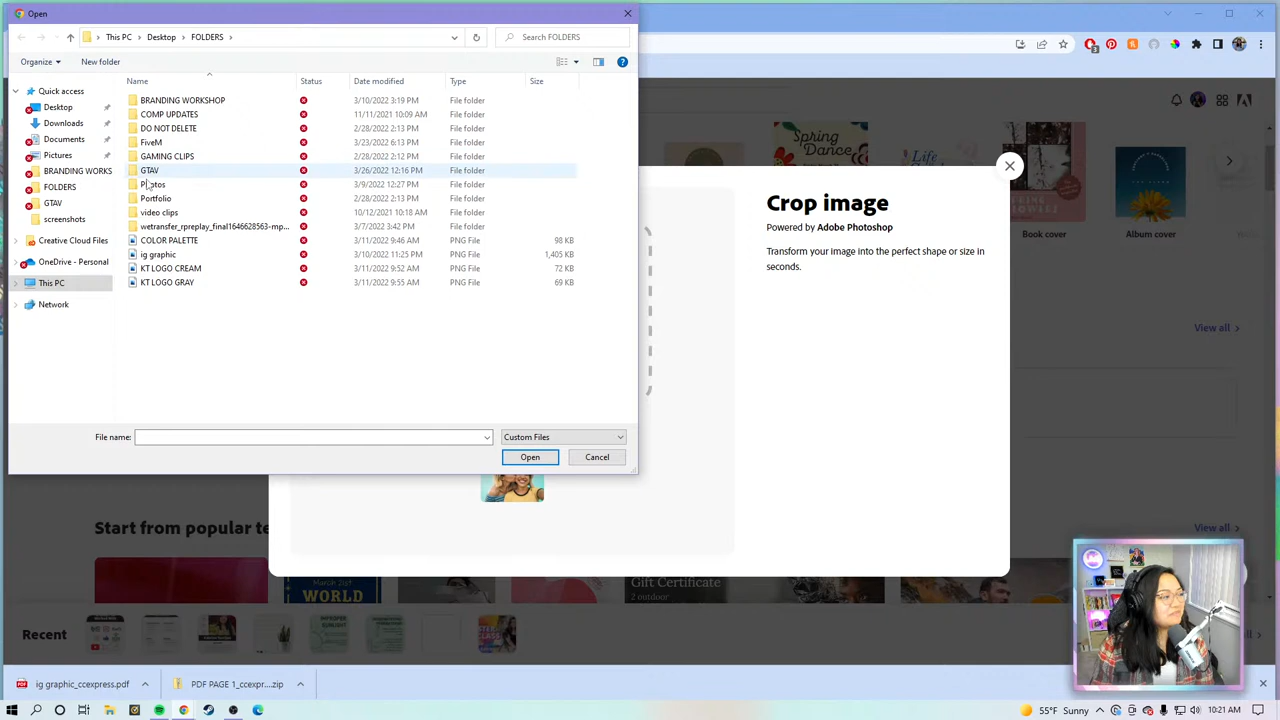 Open
This PC > Desktop > FOLDERS >
Search FOLDERS
Organize
New folder
Name Status Date modified Type Size
Quick access
Desktop
Downloads
Documents
Pictures
BRANDING WORKS
FOLDERS
GTAV
screenshots
Creative Cloud Files
OneDrive - Personal
This PC
Network
BRANDING WORKSHOP 3/10/2022 3:19 PM File folder
COMP UPDATES 11/11/2021 10:09 AM File folder
DO NOT DELETE 2/28/2022 2:13 PM File folder
FiveM 3/23/2022 6:13 PM File folder
GAMING CLIPS 2/28/2022 2:12 PM File folder
GTAV 3/26/2022 12:16 PM File folder
Photos 3/9/2022 12:27 PM File folder
Portfolio 2/28/2022 2:13 PM File folder
video clips 10/12/2021 10:18 AM File folder
wetransfer_rpreplay_final1646628563-mp... 3/7/2022 3:42 PM File folder
COLOR PALETTE 3/11/2022 9:46 AM PNG File 98 KB
ig graphic 3/10/2022 11:25 PM PNG File 1,405 KB
KT LOGO CREAM 3/11/2022 9:52 AM PNG File 72 KB
KT LOGO GRAY 3/11/2022 9:55 AM PNG File 69 KB
File name:
Custom Files
Open
Cancel
Spring
Dance
Book cover
Album cover
Crop image
Powered by Adobe Photoshop
Transform your image into the perfect shape or size in
seconds.
View all >
View all >
Start from popular te
March 21st
WORLD
Gift Certificate
2 outdoor
Recent
ig graphic_ccexpress.pdf
PDF PAGE 1_ccexpr....zip
55°F Sunny
10:21 AM